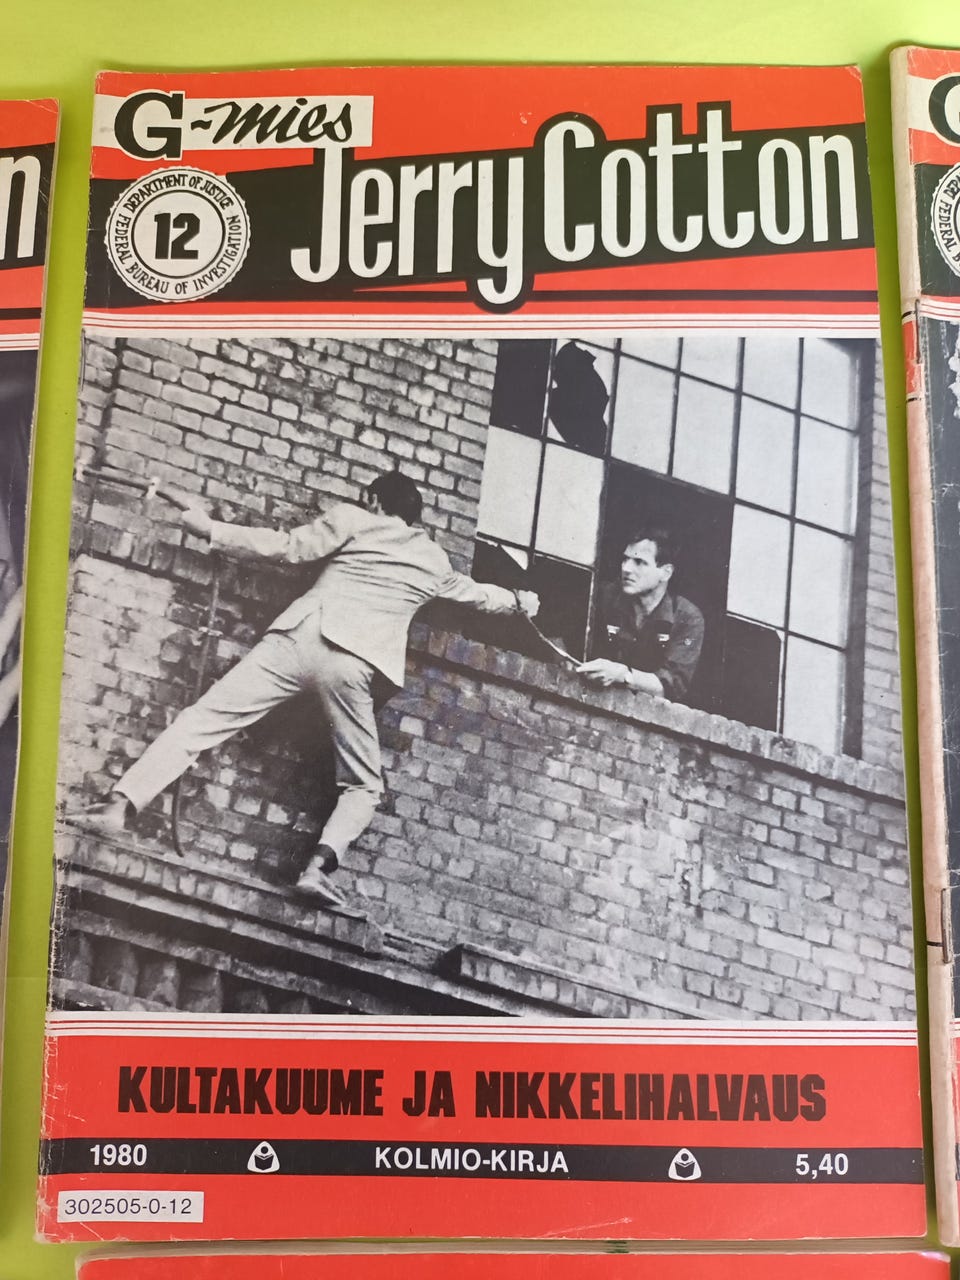 G-mies
Jerry Cotton
DEPARTMENT OF JUSTICE
12
FEDERAL BUREAU OF INVESTIGATION
KULTAKUUME JA NIKKELIHALVAUS
1980 KOLMIO-KIRJA 5,40
302505-0-12
n
G